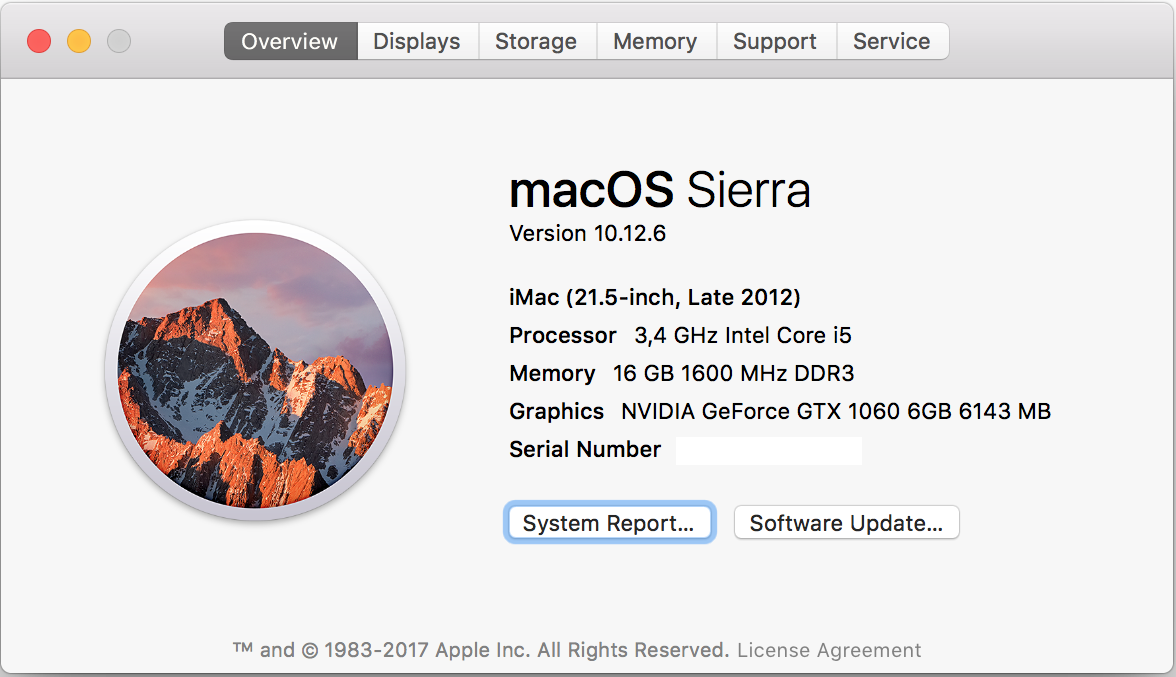 Overview Displays Storage Memory Support Service
macOS Sierra
Version 10.12.6
iMac (21.5-inch, Late 2012)
Processor 3,4 GHz Intel Core i5
Memory 16 GB 1600 MHz DDR3
Graphics NVIDIA GeForce GTX 1060 6GB 6143 MB
Serial Number
System Report... Software Update...
™ and © 1983-2017 Apple Inc. All Rights Reserved. License Agreement